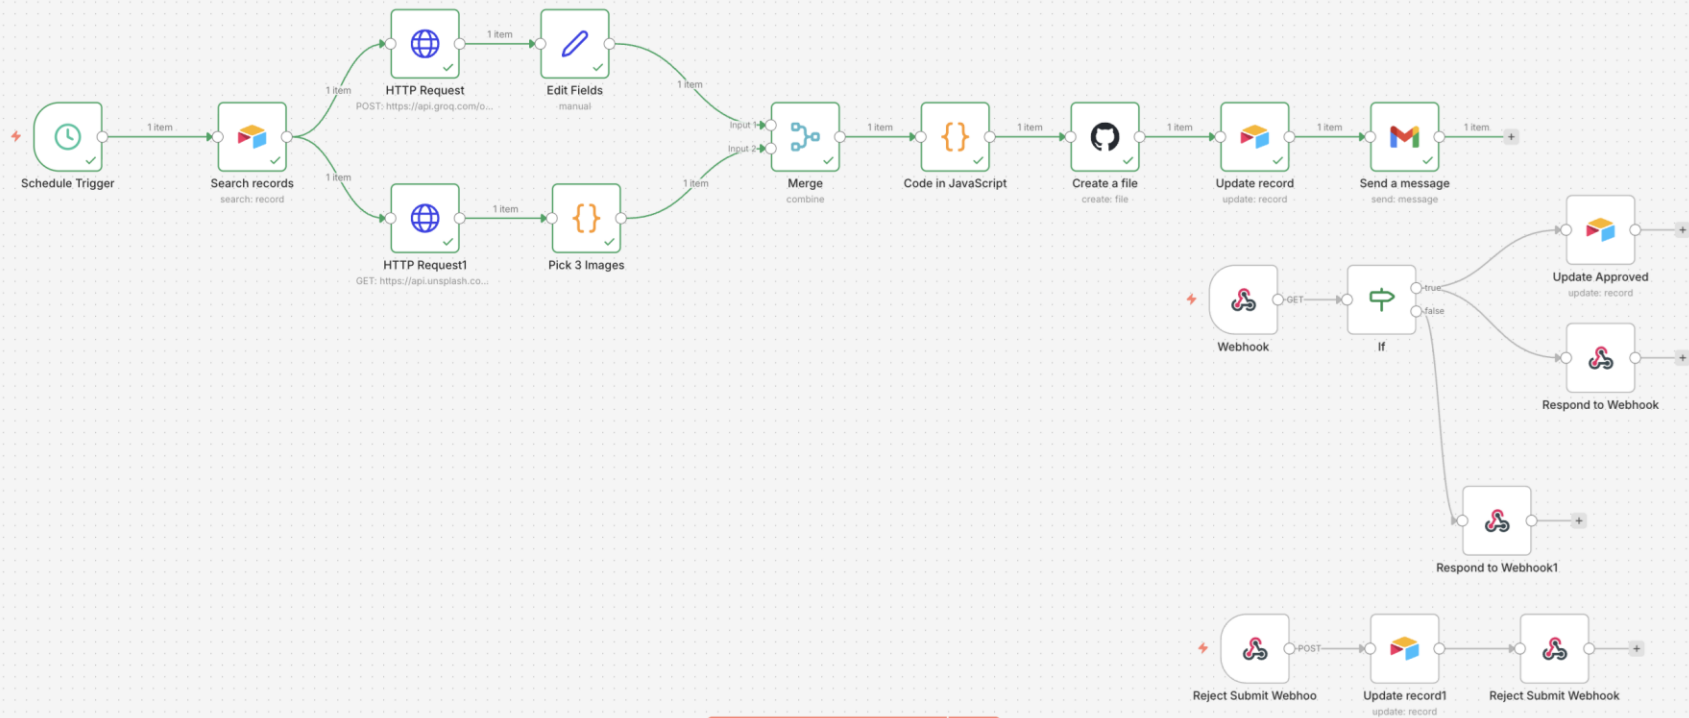 1 item
HTTP Request
POST: https://api.groq.com/o...
1 item
Edit Fields
manual
1 item
Schedule Trigger
1 item
Search records
search: record
1 item
HTTP Request1
GET: https://api.unsplash.co...
1 item
Pick 3 Images
1 item
Input 1
Input 2
Merge
combine
1 item
Code in JavaScript
1 item
Create a file
create: file
1 item
Update record
update: record
1 item
Send a message
send: message
1 item
Webhook
GET
If
true
false
Update Approved
update: record
Respond to Webhook
Respond to Webhook1
Reject Submit Webhoo
POST
Update record1
update: record
Reject Submit Webhook